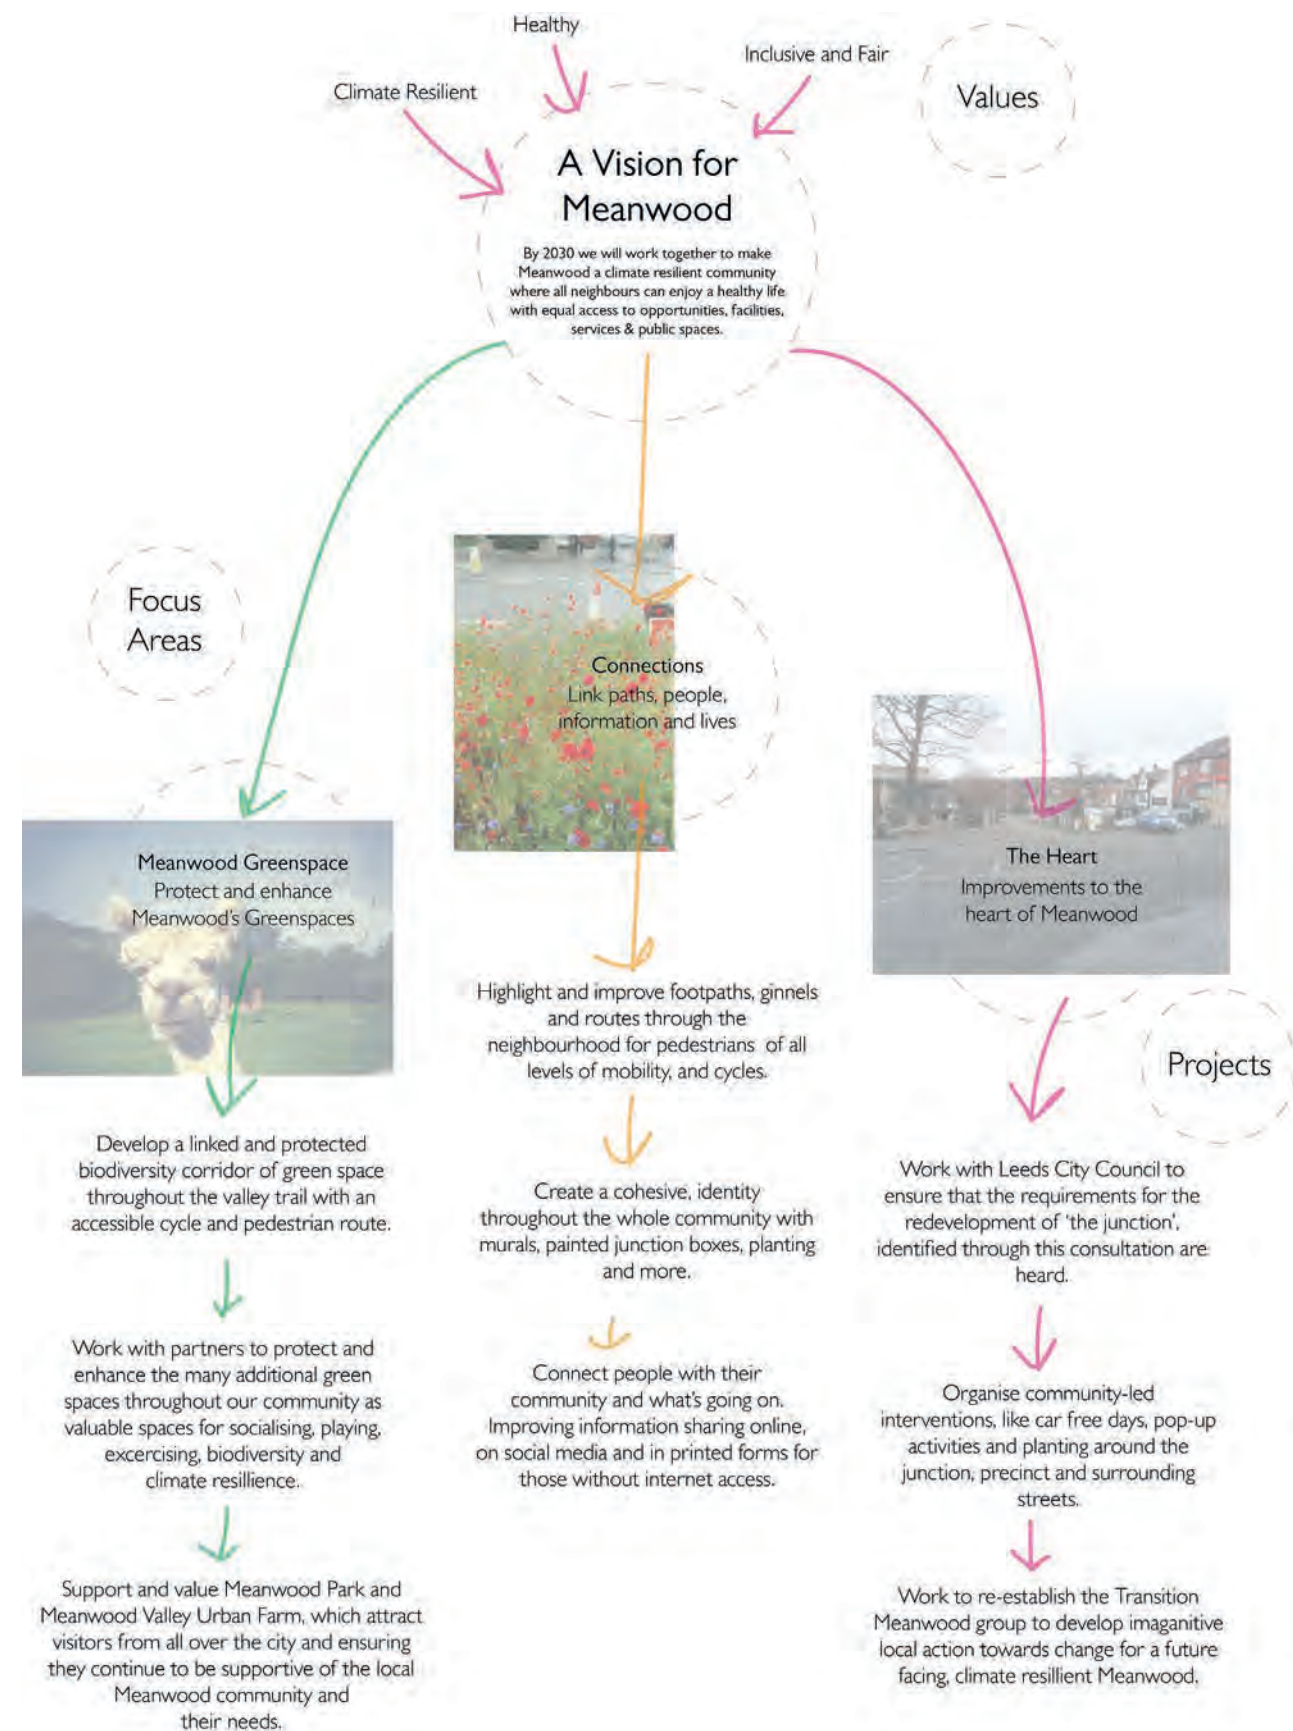 Healthy
Inclusive and Fair
Climate Resilient
Values
A Vision for
Meanwood
By 2030 we will work together to make
Meanwood a climate resilient community
where all neighbours can enjoy a healthy life
with equal access to opportunities, facilities,
services & public spaces.
Focus
Areas
Connections
Link paths, people,
information and lives
Meanwood Greenspace
Protect and enhance
Meanwood's Greenspaces
The Heart
Improvements to the
heart of Meanwood
Projects
Develop a linked and protected
biodiversity corridor of green space
throughout the valley trail with an
accessible cycle and pedestrian route.
Work with partners to protect and
enhance the many additional green
spaces throughout our community as
valuable spaces for socialising, playing,
excercising, biodiversity and
climate resillience.
Support and value Meanwood Park and
Meanwood Valley Urban Farm, which attract
visitors from all over the city and ensuring
they continue to be supportive of the local
Meanwood community and
their needs.
Highlight and improve footpaths, ginnels
and routes through the
neighbourhood for pedestrians of all
levels of mobility, and cycles.
Create a cohesive, identity
throughout the whole community with
murals, painted junction boxes, planting
and more.
Connect people with their
community and what's going on.
Improving information sharing online,
on social media and in printed forms for
those without internet access.
Work with Leeds City Council to
ensure that the requirements for the
redevelopment of 'the junction',
identified through this consultation are
heard.
Organise community-led
interventions, like car free days, pop-up
activities and planting around the
junction, precinct and surrounding
streets.
Work to re-establish the Transition
Meanwood group to develop imaganitive
local action towards change for a future
facing, climate resillient Meanwood.